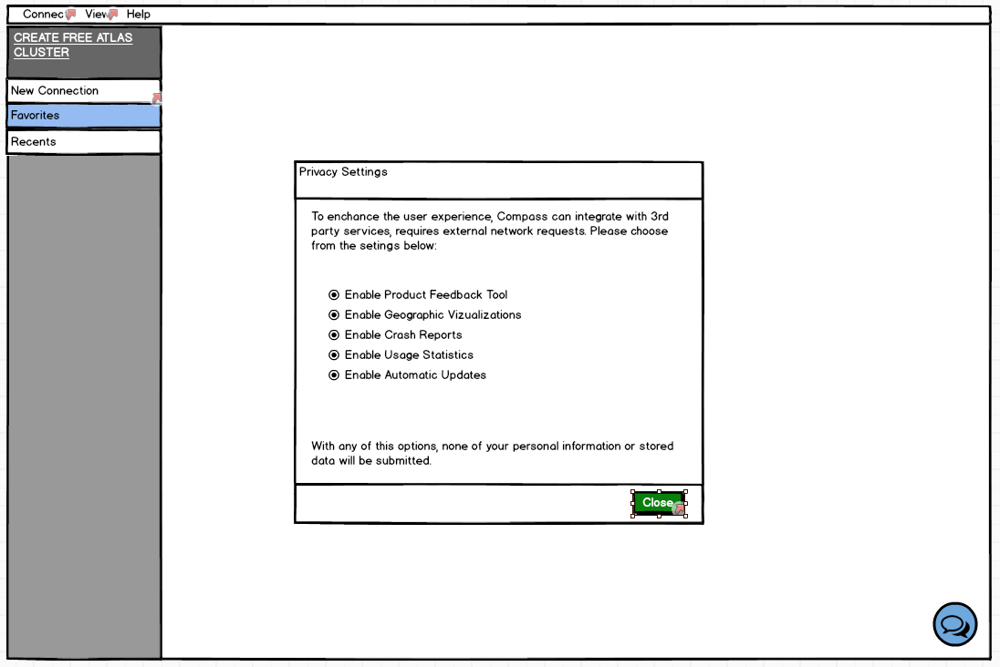 Connect View Help
CREATE FREE ATLAS
CLUSTER
New Connection
Favorites
Recents
Privacy Settings
To enchance the user experience, Compass can integrate with 3rd
party services, requires external network requests. Please choose
from the setings below:
Enable Product Feedback Tool
Enable Geographic Vizualizations
Enable Crash Reports
Enable Usage Statistics
Enable Automatic Updates
With any of this options, none of your personal information or stored
data will be submitted.
Close